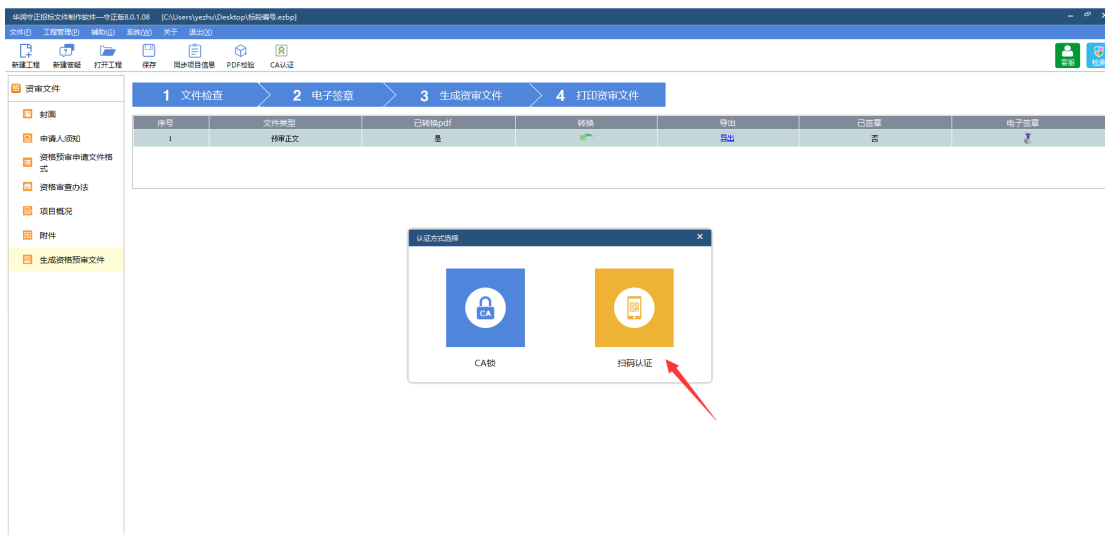 华润守正招标文件制作软件—守正版8.0.1.08 [C:\Users\yezhu\Desktop\标段编号.ezbp]
文件(F) 工程管理(P) 辅助(G) 系统(W) 关于 退出(X)
新建工程 新建答疑 打开工程 保存 同步项目信息 PDF校验 CA认证 客服 检测
资审文件
封面
申请人须知
资格预审申请文件格
式
资格审查办法
项目概况
附件
生成资格预审文件
1 文件检查 2 电子签章 3 生成资审文件 4 打印资审文件
序号 文件类型 已转换pdf 转换 导出 已签章 电子签章
1 预审正文 是 导出 否
认证方式选择
CA
CA锁 扫码认证